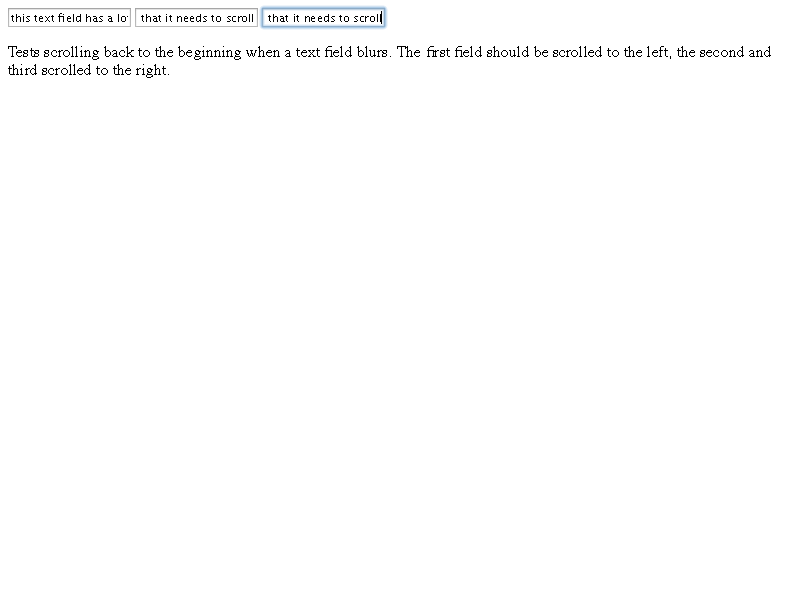 this text field has a lo that it needs to scroll that it needs to scroll
Tests scrolling back to the beginning when a text field blurs. The first field should be scrolled to the left, the second and
third scrolled to the right.